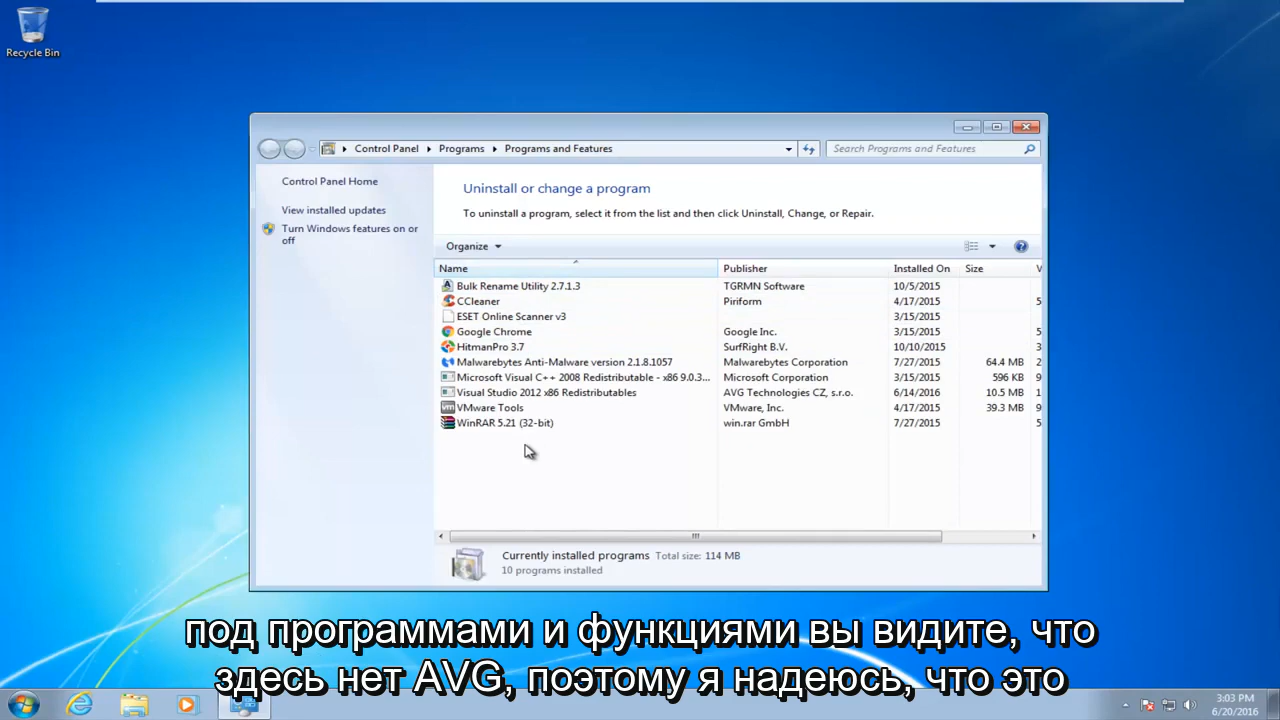 Recycle Bin
Control Panel Programs Programs and Features
Search Programs and Features
Control Panel Home
View installed updates
Turn Windows features on or
off
Uninstall or change a program
To uninstall a program, select it from the list and then click Uninstall, Change, or Repair.
Organize
Name Publisher Installed On Size V
Bulk Rename Utility 2.7.1.3 TGRMN Software 10/5/2015
CCleaner Piriform 4/17/2015 5
ESET Online Scanner v3 3/15/2015
Google Chrome Google Inc. 3/15/2015 5
HitmanPro 3.7 SurfRight B.V. 10/10/2015 3
Malwarebytes Anti-Malware version 2.1.8.1057 Malwarebytes Corporation 7/27/2015 64.4 MB 2
Microsoft Visual C++ 2008 Redistributable - x86 9.0.3... Microsoft Corporation 3/15/2015 596 KB 9
Visual Studio 2012 x86 Redistributables AVG Technologies CZ, s.r.o. 6/14/2016 10.5 MB 1
VMware Tools VMware, Inc. 4/17/2015 39.3 MB 9
WinRAR 5.21 (32-bit) win.rar GmbH 7/27/2015 5
Currently installed programs Total size: 114 MB
10 programs installed
под программами и функциями вы видите, что
здесь нет AVG, поэтому я надеюсь, что это
3:03 PM
6/20/2016